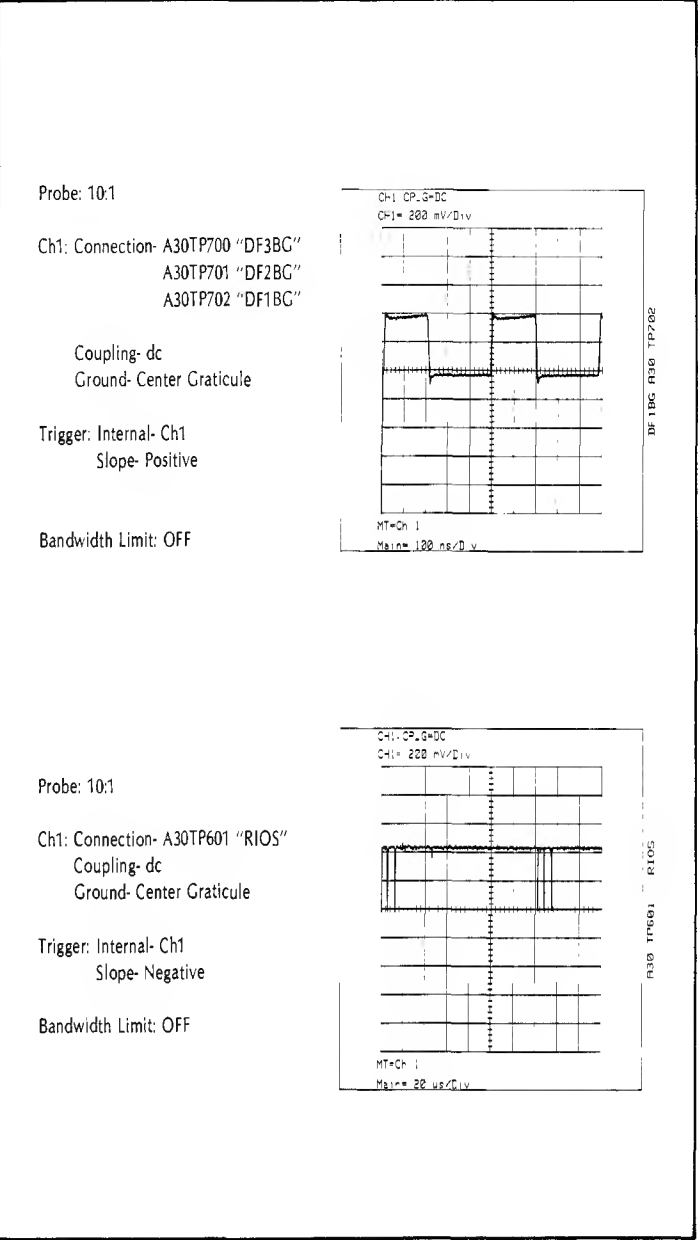 Probe: 10:1
Ch1: Connection- A30TP700 "DF3BG"
A30TP701 "DF2BG"
A30TP702 "DF1BG"
Coupling- dc
Ground- Center Graticule
Trigger: Internal- Ch1
Slope- Positive
Bandwidth Limit: OFF
CH1 CPLG=DC
CH1= 200 mV/Div
MT=Ch 1
Main= 100 ns/D v
DF1BG A30 TP702
Probe: 10:1
Ch1: Connection- A30TP601 "RIOS"
Coupling- dc
Ground- Center Graticule
Trigger: Internal- Ch1
Slope- Negative
Bandwidth Limit: OFF
CH1 CPLG=DC
CH1= 200 mV/Div
MT=Ch 1
Main= 20 us/Div
A30 TP601 RIOS